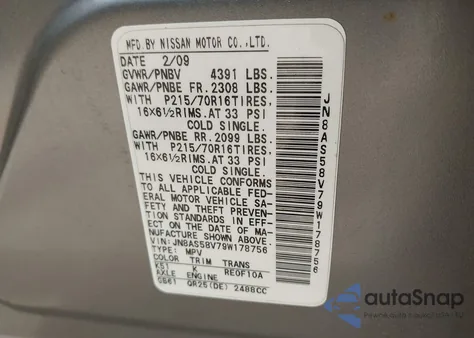 MFD.BY NISSAN MOTOR CO.,LTD.
DATE 2/09
GVWR/PNBV 4391 LBS.
GAWR/PNBE FR.2308 LBS.
WITH P215/70R16TIRES,
16X6½RIMS.AT 33 PSI
COLD SINGLE.
GAWR/PNBE RR.2099 LBS.
WITH P215/70R16TIRES,
16X6½RIMS.AT 33 PSI
COLD SINGLE.
THIS VEHICLE CONFORMS
TO ALL APPLICABLE FED-
ERAL MOTOR VEHICLE SA-
FETY AND THEFT PREV-
ENTION STANDARDS IN EF-
FECT ON THE DATE OF MA-
NUFACTURE SHOWN ABOVE.
VIN:JN8AS58V79W178756
TYPE: MPV
COLOR TRIM TRANS
K51 K RE0F10A
AXLE ENGINE
GB61 QR25(DE) 2488CC
JN8AS58V79W178756
autoSnap